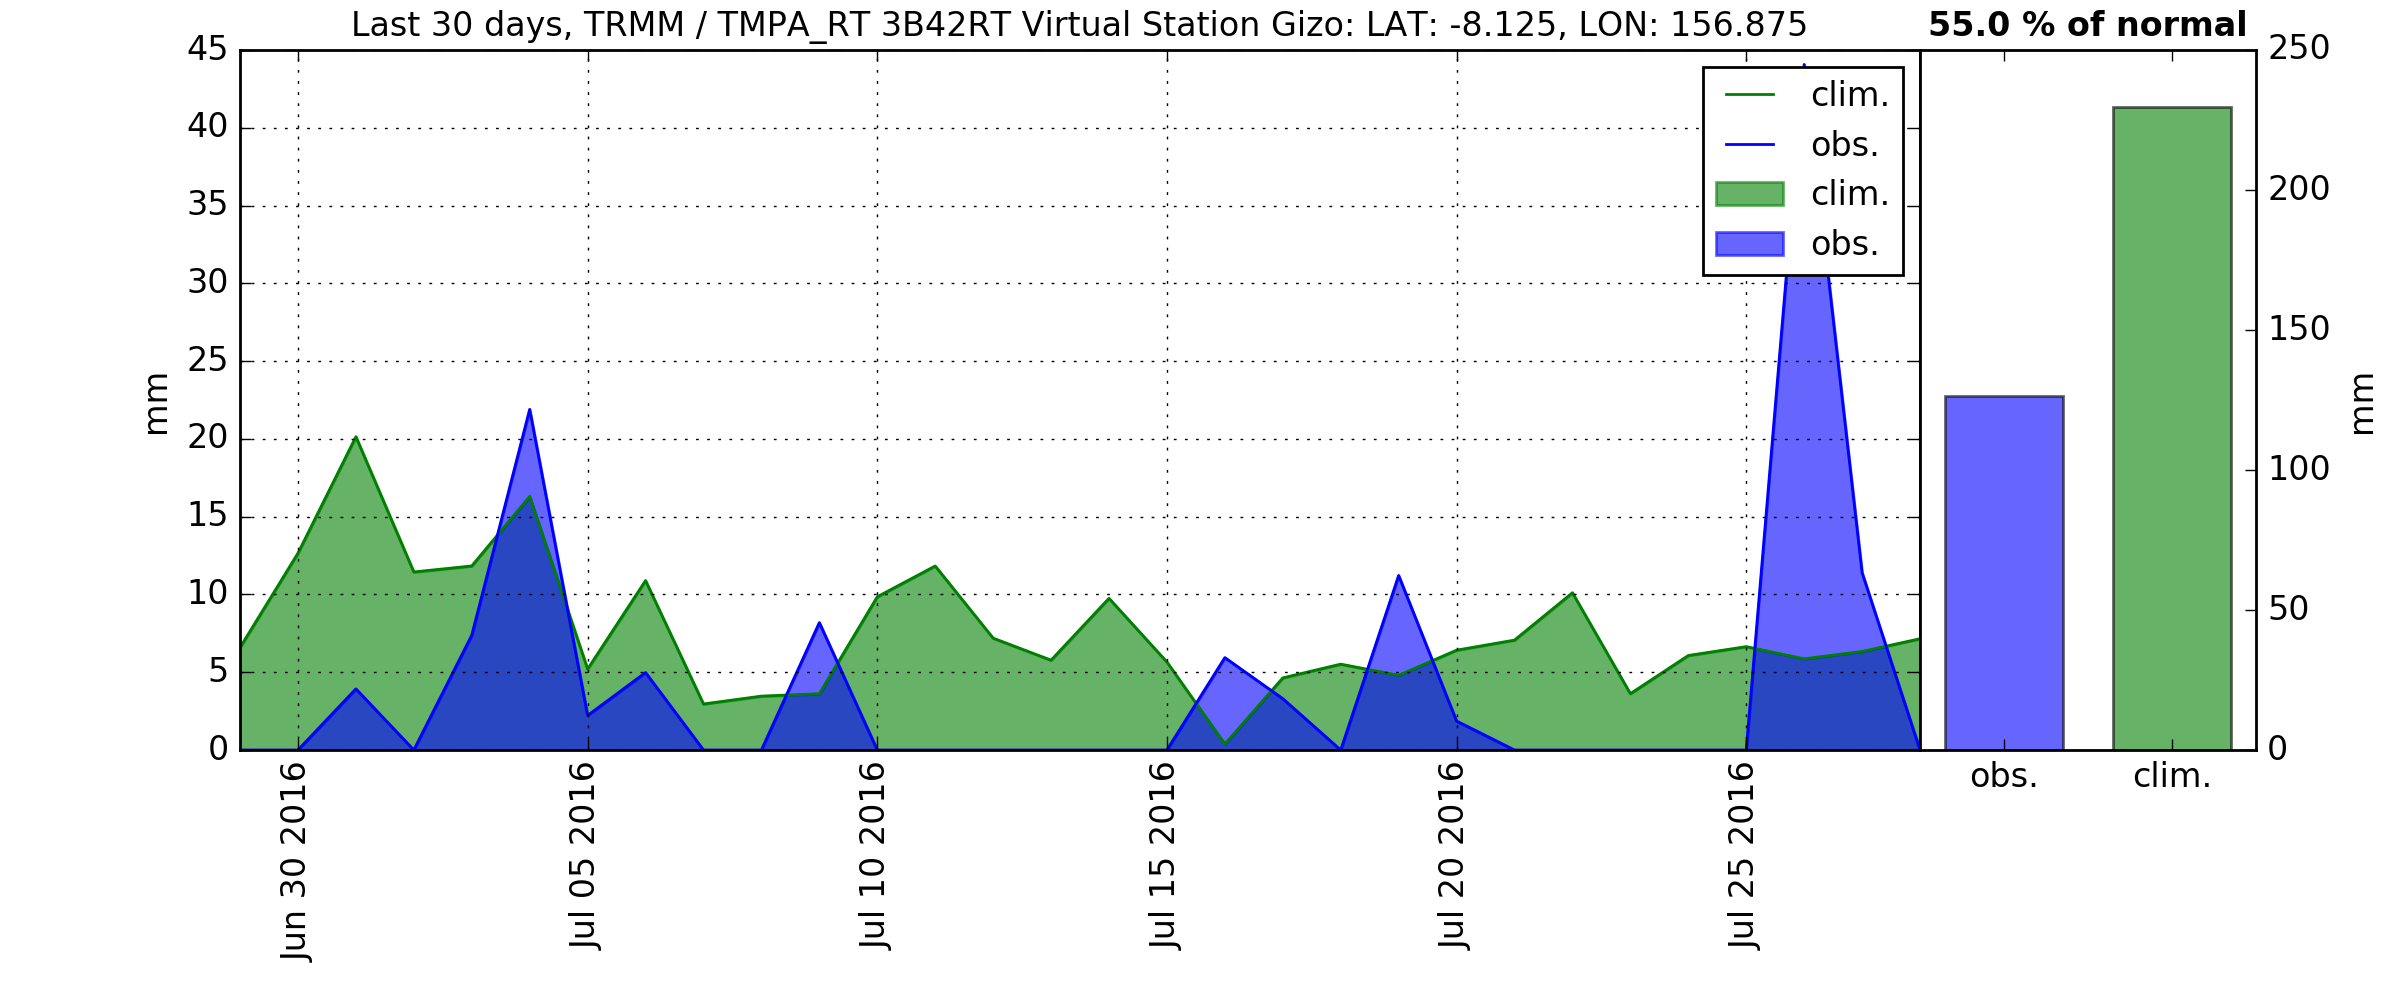 Last 30 days, TRMM / TMPA_RT 3B42RT Virtual Station Gizo: LAT: -8.125, LON: 156.875
55.0 % of normal
45
40
35
30
25
20
15
10
5
0
mm
clim.
obs.
clim.
obs.
Jun 30 2016
Jul 05 2016
Jul 10 2016
Jul 15 2016
Jul 20 2016
Jul 25 2016
250
200
150
100
50
0
mm
obs.
clim.